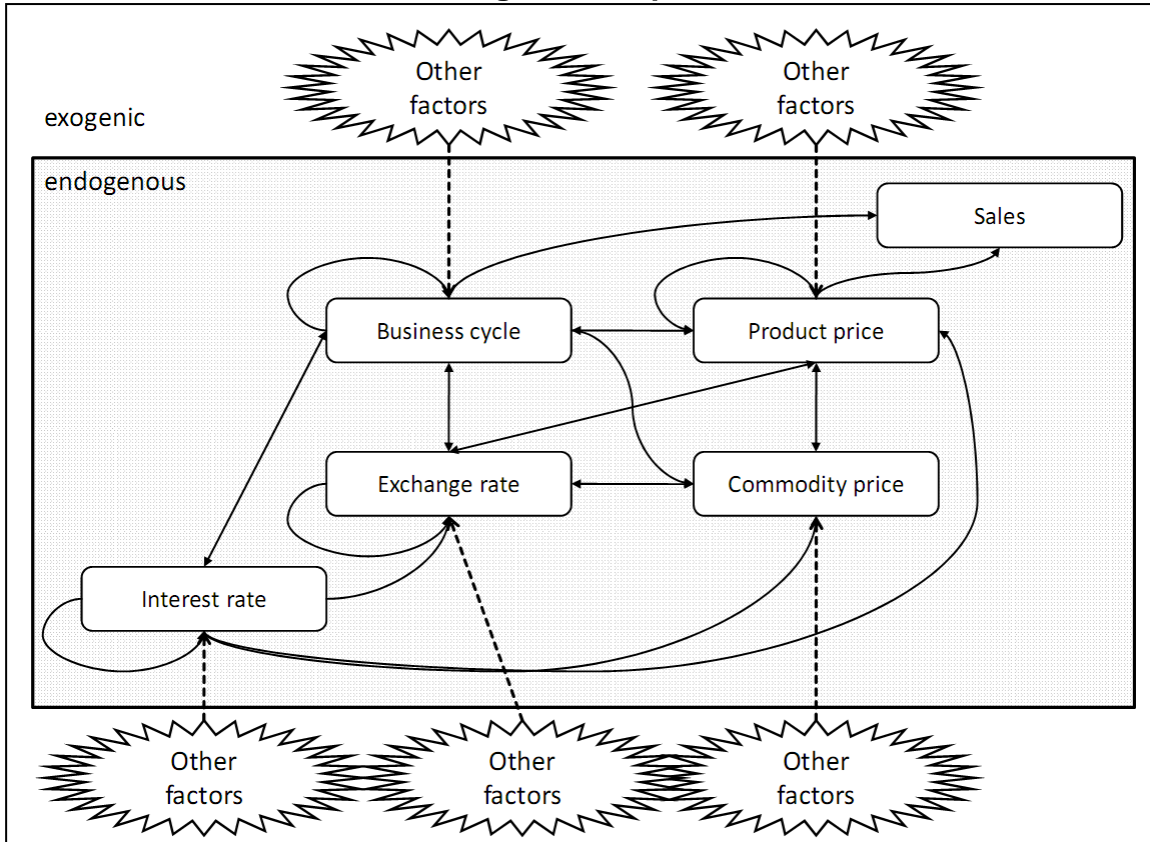 Other
factors
Other
factors
exogenic
endogenous
Sales
Business cycle
Product price
Exchange rate
Commodity price
Interest rate
Other
factors
Other
factors
Other
factors